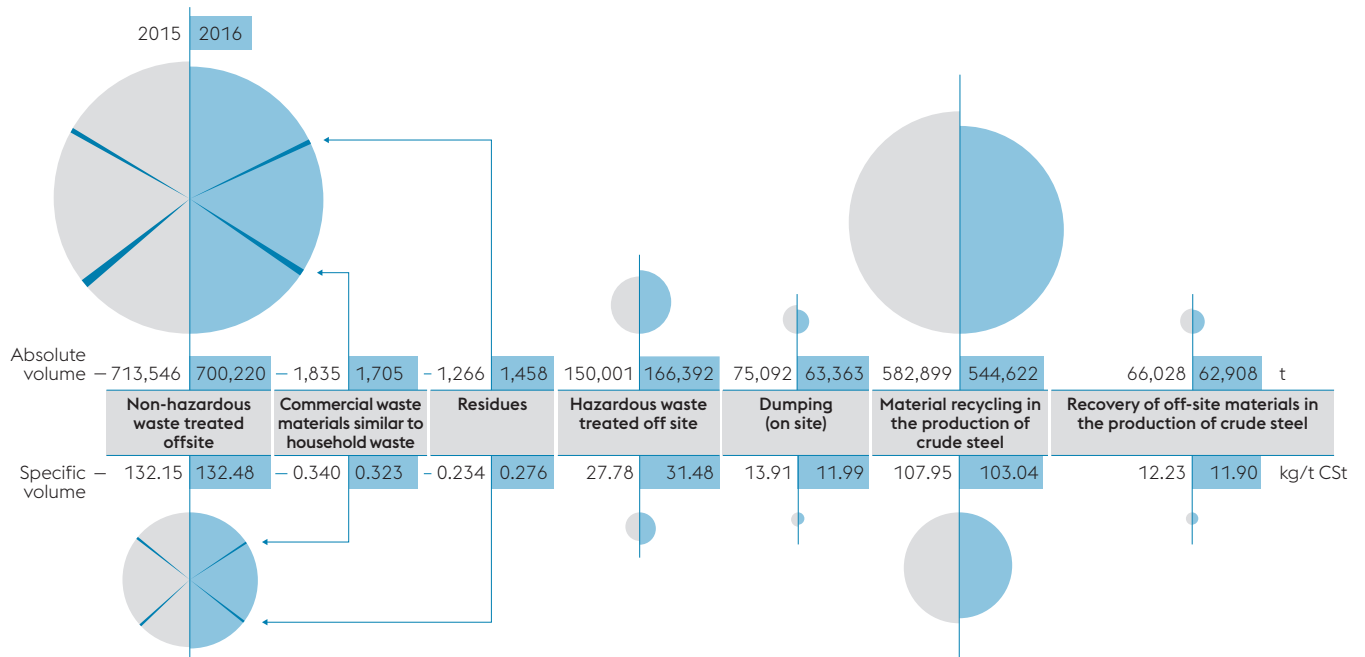 2015 2016
Absolute
volume – 713,546 700,220 – 1,835 1,705 – 1,266 1,458 150,001 166,392 75,092 63,363 582,899 544,622 66,028 62,908 t
Non-hazardous
waste treated
offsite
Commercial waste
materials similar to
household waste
Residues
Hazardous waste
treated off site
Dumping
(on site)
Material recycling in
the production of
crude steel
Recovery of off-site materials in
the production of crude steel
Specific
volume – 132.15 132.48 – 0.340 0.323 – 0.234 0.276 27.78 31.48 13.91 11.99 107.95 103.04 12.23 11.90 kg/t CSt